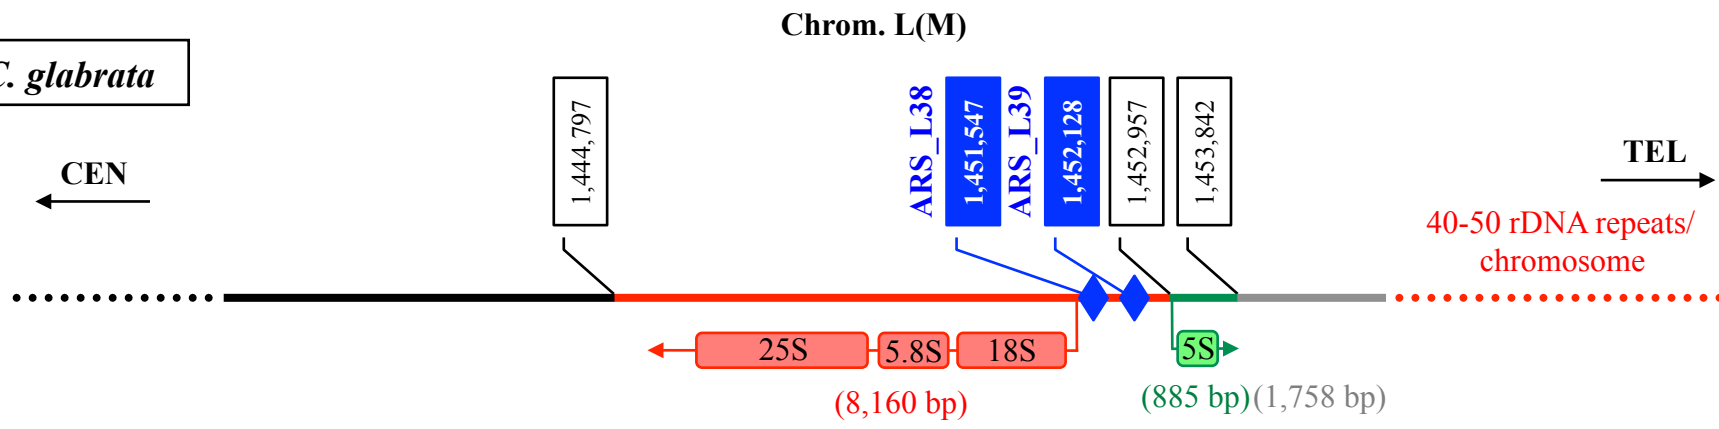 Chrom. L(M)
C. glabrata
CEN
1,444,797
ARS_L38
1,451,547
ARS_L39
1,452,128
1,452,957
1,453,842
TEL
40-50 rDNA repeats/
chromosome
25S
5.8S
18S
5S
(8,160 bp)
(885 bp)
(1,758 bp)